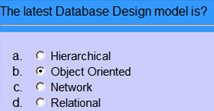 The latest Database Design model is?
a. Hierarchical
b. Object Oriented
c. Network
d. Relational